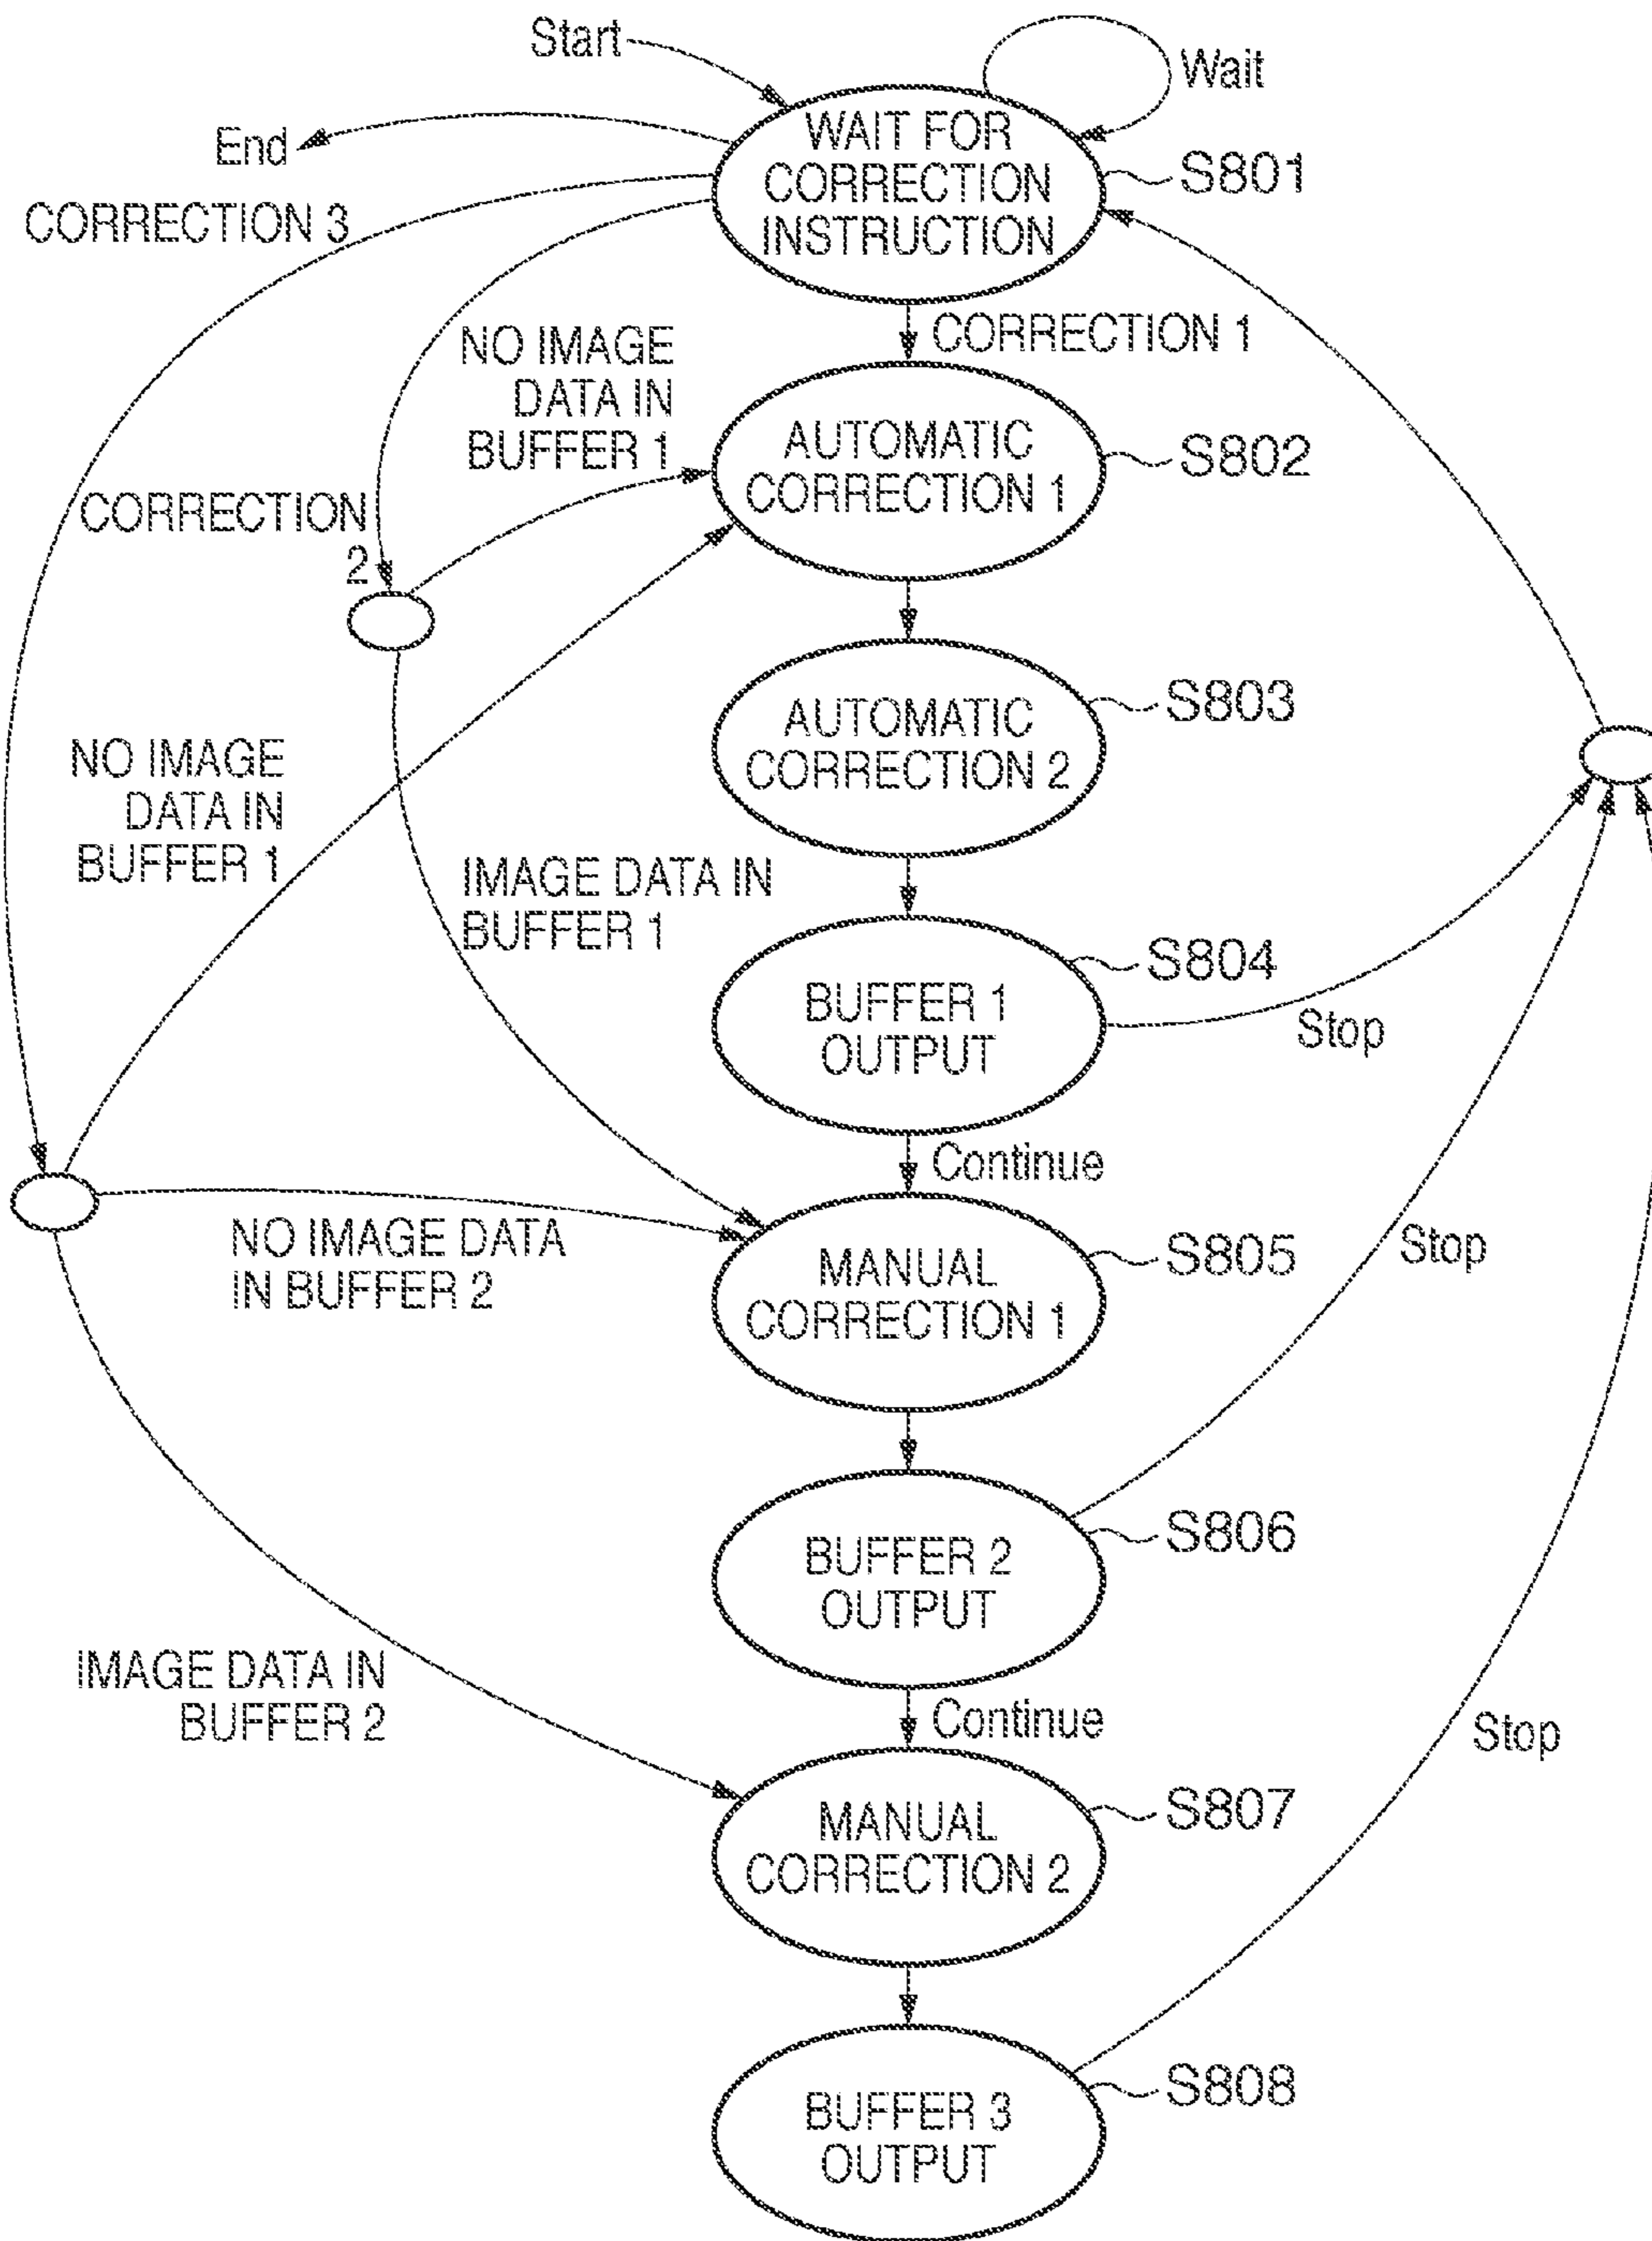 Start
Wait
End
WAIT FOR
CORRECTION
INSTRUCTION
S801
CORRECTION 3
CORRECTION 1
NO IMAGE
DATA IN
BUFFER 1
AUTOMATIC
CORRECTION 1
S802
CORRECTION
2
AUTOMATIC
CORRECTION 2
S803
NO IMAGE
DATA IN
BUFFER 1
IMAGE DATA IN
BUFFER 1
BUFFER 1
OUTPUT
S804
Stop
Continue
NO IMAGE DATA
IN BUFFER 2
MANUAL
CORRECTION 1
S805
Stop
BUFFER 2
OUTPUT
S806
IMAGE DATA IN
BUFFER 2
Continue
Stop
MANUAL
CORRECTION 2
S807
BUFFER 3
OUTPUT
S808